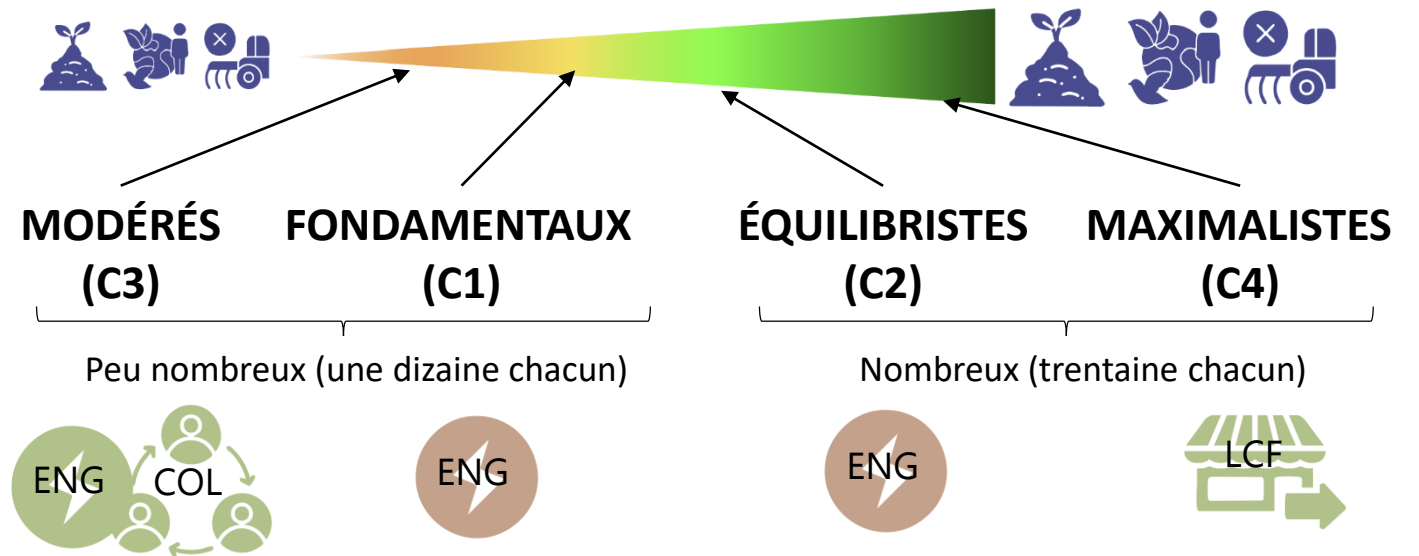 MODÉRÉS
(C3)
FONDAMENTAUX
(C1)
ÉQUILIBRISTES
(C2)
MAXIMALISTES
(C4)
Peu nombreux (une dizaine chacun)
Nombreux (trentaine chacun)
ENG
COL
ENG
ENG
LCF